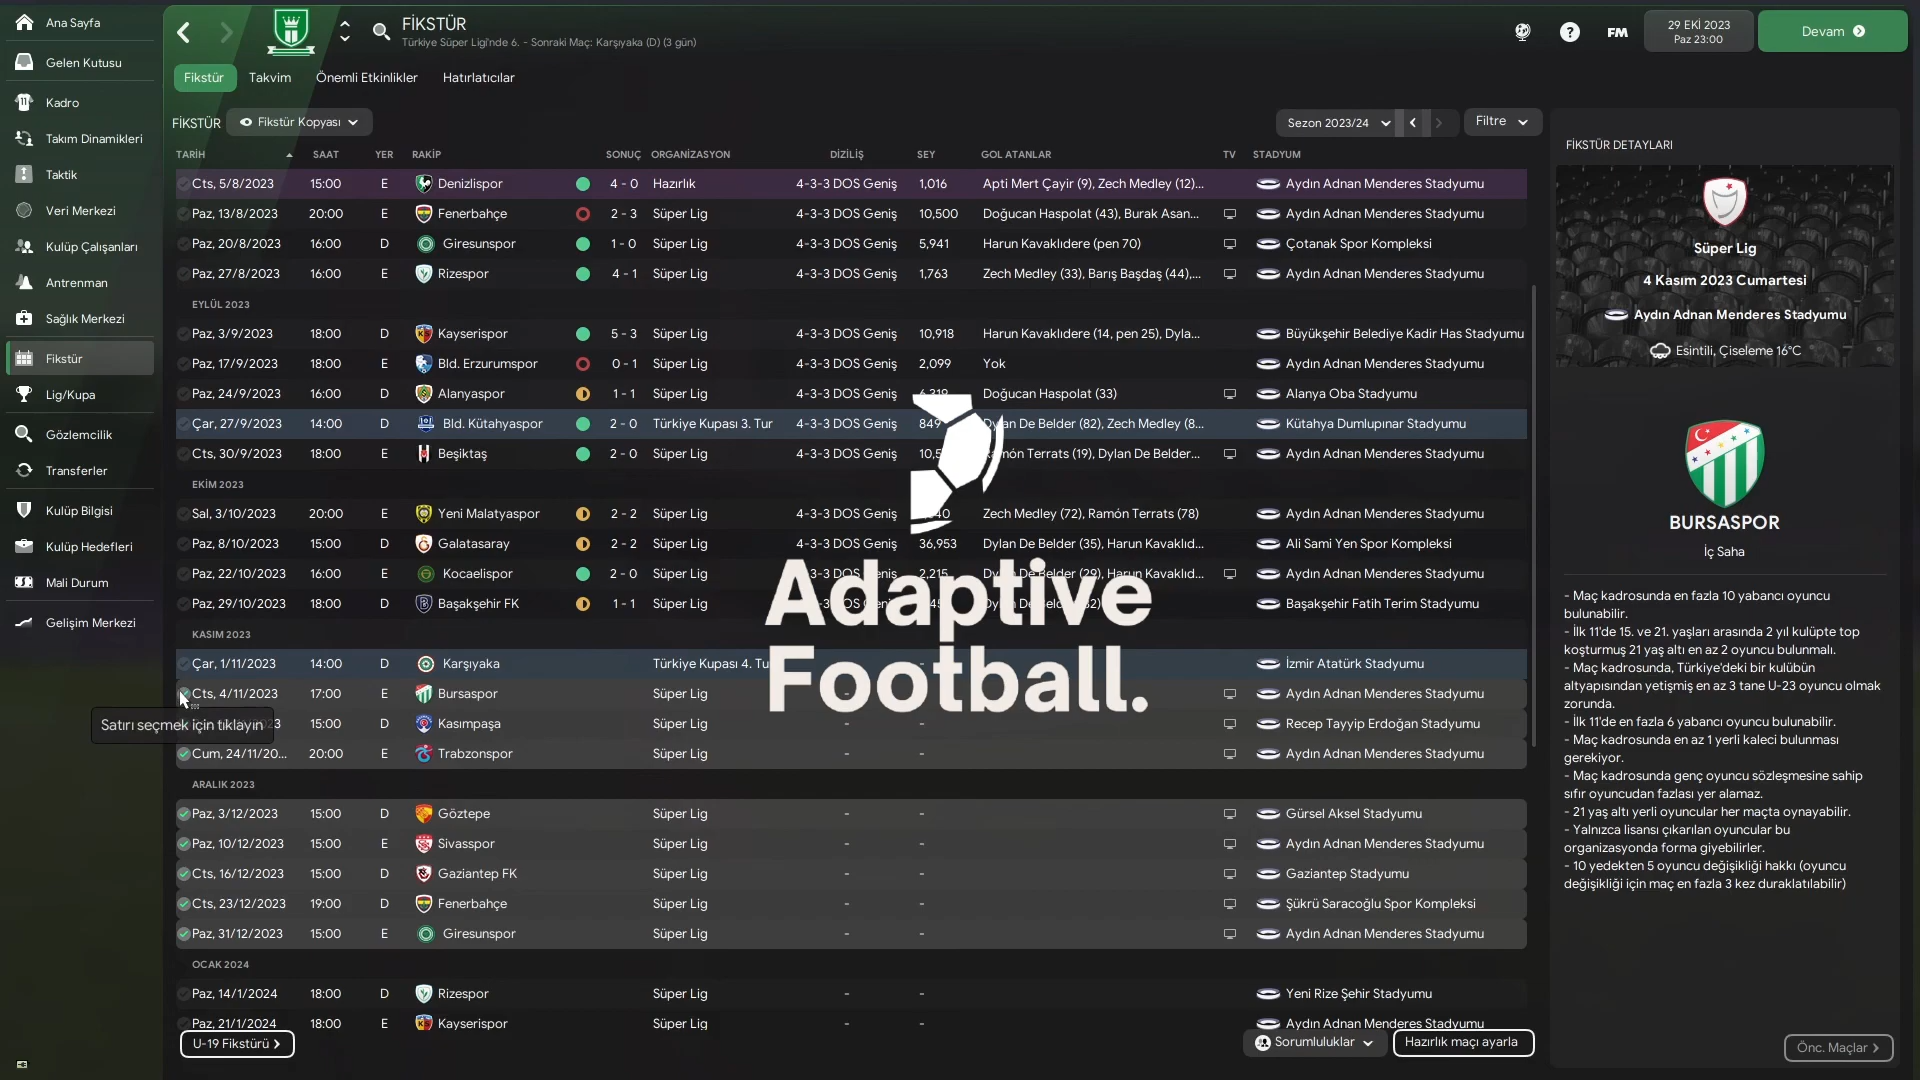 Ana Sayfa
Gelen Kutusu
Kadro
Takım Dinamikleri
Taktik
Veri Merkezi
Kulüp Çalışanları
Antrenman
Sağlık Merkezi
Fikstür
Lig/Kupa
Gözlemcilik
Transferler
Kulüp Bilgisi
Kulüp Hedefleri
Mali Durum
Gelişim Merkezi
FİKSTÜR
Türkiye Süper Ligi'nde 6. - Sonraki Maç: Karşıyaka (D) (3 gün)
FM
29 EKİ 2023
Paz 23:00
Devam
Fikstür Takvim Önemli Etkinlikler Hatırlatıcılar
FİKSTÜR Fikstür Kopyası Sezon 2023/24 Filtre
TARİH SAAT YER RAKİP SONUÇ ORGANİZASYON DİZİLİŞ SEY GOL ATANLAR TV STADYUM
Cts, 5/8/2023 15:00 E Denizlispor 4 - 0 Hazırlık 4-3-3 DOS Geniş 1,016 Apti Mert Çayir (9), Zech Medley (12)... Aydın Adnan Menderes Stadyumu
Paz, 13/8/2023 20:00 E Fenerbahçe 2 - 3 Süper Lig 4-3-3 DOS Geniş 10,500 Doğucan Haspolat (43), Burak Asan... Aydın Adnan Menderes Stadyumu
Paz, 20/8/2023 16:00 D Giresunspor 1 - 0 Süper Lig 4-3-3 DOS Geniş 5,941 Harun Kavaklıdere (pen 70) Çotanak Spor Kompleksi
Paz, 27/8/2023 16:00 E Rizespor 4 - 1 Süper Lig 4-3-3 DOS Geniş 1,763 Zech Medley (33), Barış Başdaş (44),... Aydın Adnan Menderes Stadyumu
EYLÜL 2023
Paz, 3/9/2023 18:00 D Kayserispor 5 - 3 Süper Lig 4-3-3 DOS Geniş 10,918 Harun Kavaklıdere (14, pen 25), Dyla... Büyükşehir Belediye Kadir Has Stadyumu
Paz, 17/9/2023 18:00 E Bld. Erzurumspor 0 - 1 Süper Lig 4-3-3 DOS Geniş 2,099 Yok Aydın Adnan Menderes Stadyumu
Paz, 24/9/2023 16:00 D Alanyaspor 1 - 1 Süper Lig 4-3-3 DOS Geniş Doğucan Haspolat (33) Alanya Oba Stadyumu
Çar, 27/9/2023 14:00 D Bld. Kütahyaspor 2 - 0 Türkiye Kupası 3. Tur 4-3-3 DOS Geniş 849 Dylan De Belder (82), Zech Medley (8... Kütahya Dumlupınar Stadyumu
Cts, 30/9/2023 18:00 E Beşiktaş 2 - 0 Süper Lig 4-3-3 DOS Geniş Ramón Terrats (19), Dylan De Belder... Aydın Adnan Menderes Stadyumu
EKİM 2023
Sal, 3/10/2023 20:00 E Yeni Malatyaspor 2 - 2 Süper Lig 4-3-3 DOS Geniş Zech Medley (72), Ramón Terrats (78) Aydın Adnan Menderes Stadyumu
Paz, 8/10/2023 15:00 D Galatasaray 2 - 2 Süper Lig 4-3-3 DOS Geniş 36,953 Dylan De Belder (35), Harun Kavaklıd... Ali Sami Yen Spor Kompleksi
Paz, 22/10/2023 16:00 E Kocaelispor 2 - 0 Süper Lig 4-3-3 DOS Geniş 2,215 Dylan De Belder (29), Harun Kavaklıd... Aydın Adnan Menderes Stadyumu
Paz, 29/10/2023 18:00 D Başakşehir FK 1 - 1 Süper Lig Başakşehir Fatih Terim Stadyumu
Adaptive
Football.
KASIM 2023
Çar, 1/11/2023 14:00 D Karşıyaka Türkiye Kupası 4. Tu - İzmir Atatürk Stadyumu
Cts, 4/11/2023 17:00 E Bursaspor Süper Lig - - Aydın Adnan Menderes Stadyumu
Satırı seçmek için tıklayın
15:00 D Kasımpaşa Süper Lig - - Recep Tayyip Erdoğan Stadyumu
Cum, 24/11/20... 20:00 E Trabzonspor Süper Lig - - Aydın Adnan Menderes Stadyumu
ARALIK 2023
Paz, 3/12/2023 15:00 D Göztepe Süper Lig - - Gürsel Aksel Stadyumu
Paz, 10/12/2023 15:00 E Sivasspor Süper Lig - - Aydın Adnan Menderes Stadyumu
Cts, 16/12/2023 15:00 D Gaziantep FK Süper Lig - - Gaziantep Stadyumu
Cts, 23/12/2023 19:00 D Fenerbahçe Süper Lig - - Şükrü Saracoğlu Spor Kompleksi
Paz, 31/12/2023 15:00 E Giresunspor Süper Lig - - Aydın Adnan Menderes Stadyumu
OCAK 2024
Paz, 14/1/2024 18:00 D Rizespor Süper Lig - - Yeni Rize Şehir Stadyumu
Paz, 21/1/2024 18:00 E Kayserispor Süper Lig - - Aydın Adnan Menderes Stadyumu
U-19 Fikstürü Sorumluluklar Hazırlık maçı ayarla
FİKSTÜR DETAYLARI
Süper Lig
4 Kasım 2023 Cumartesi
Aydın Adnan Menderes Stadyumu
Esintili, Çiseleme 16°C
BURSASPOR
İç Saha
- Maç kadrosunda en fazla 10 yabancı oyuncu
bulunabilir.
- İlk 11'de 15. ve 21. yaşları arasında 2 yıl kulüpte top
koşturmuş 21 yaş altı en az 2 oyuncu bulunmalı.
- Maç kadrosunda, Türkiye'deki bir kulübün
altyapısından yetişmiş en az 3 tane U-23 oyuncu olmak
zorunda.
- İlk 11'de en fazla 6 yabancı oyuncu bulunabilir.
- Maç kadrosunda en az 1 yerli kaleci bulunması
gerekiyor.
- Maç kadrosunda genç oyuncu sözleşmesine sahip
sıfır oyuncudan fazlası yer alamaz.
- 21 yaş altı yerli oyuncular her maçta oynayabilir.
- Yalnızca lisansı çıkarılan oyuncular bu
organizasyonda forma giyebilirler.
- 10 yedekten 5 oyuncu değişikliği hakkı (oyuncu
değişikliği için maç en fazla 3 kez duraklatılabilir)
Önc. Maçlar